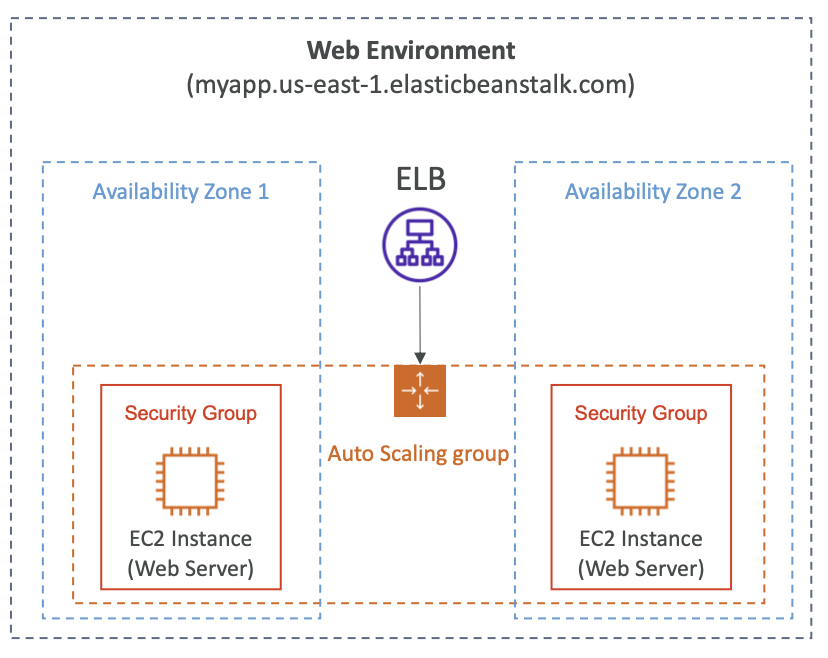 Web Environment
(myapp.us-east-1.elasticbeanstalk.com)
ELB
Availability Zone 1
Availability Zone 2
Security Group
Security Group
Auto Scaling group
EC2 Instance
(Web Server)
EC2 Instance
(Web Server)